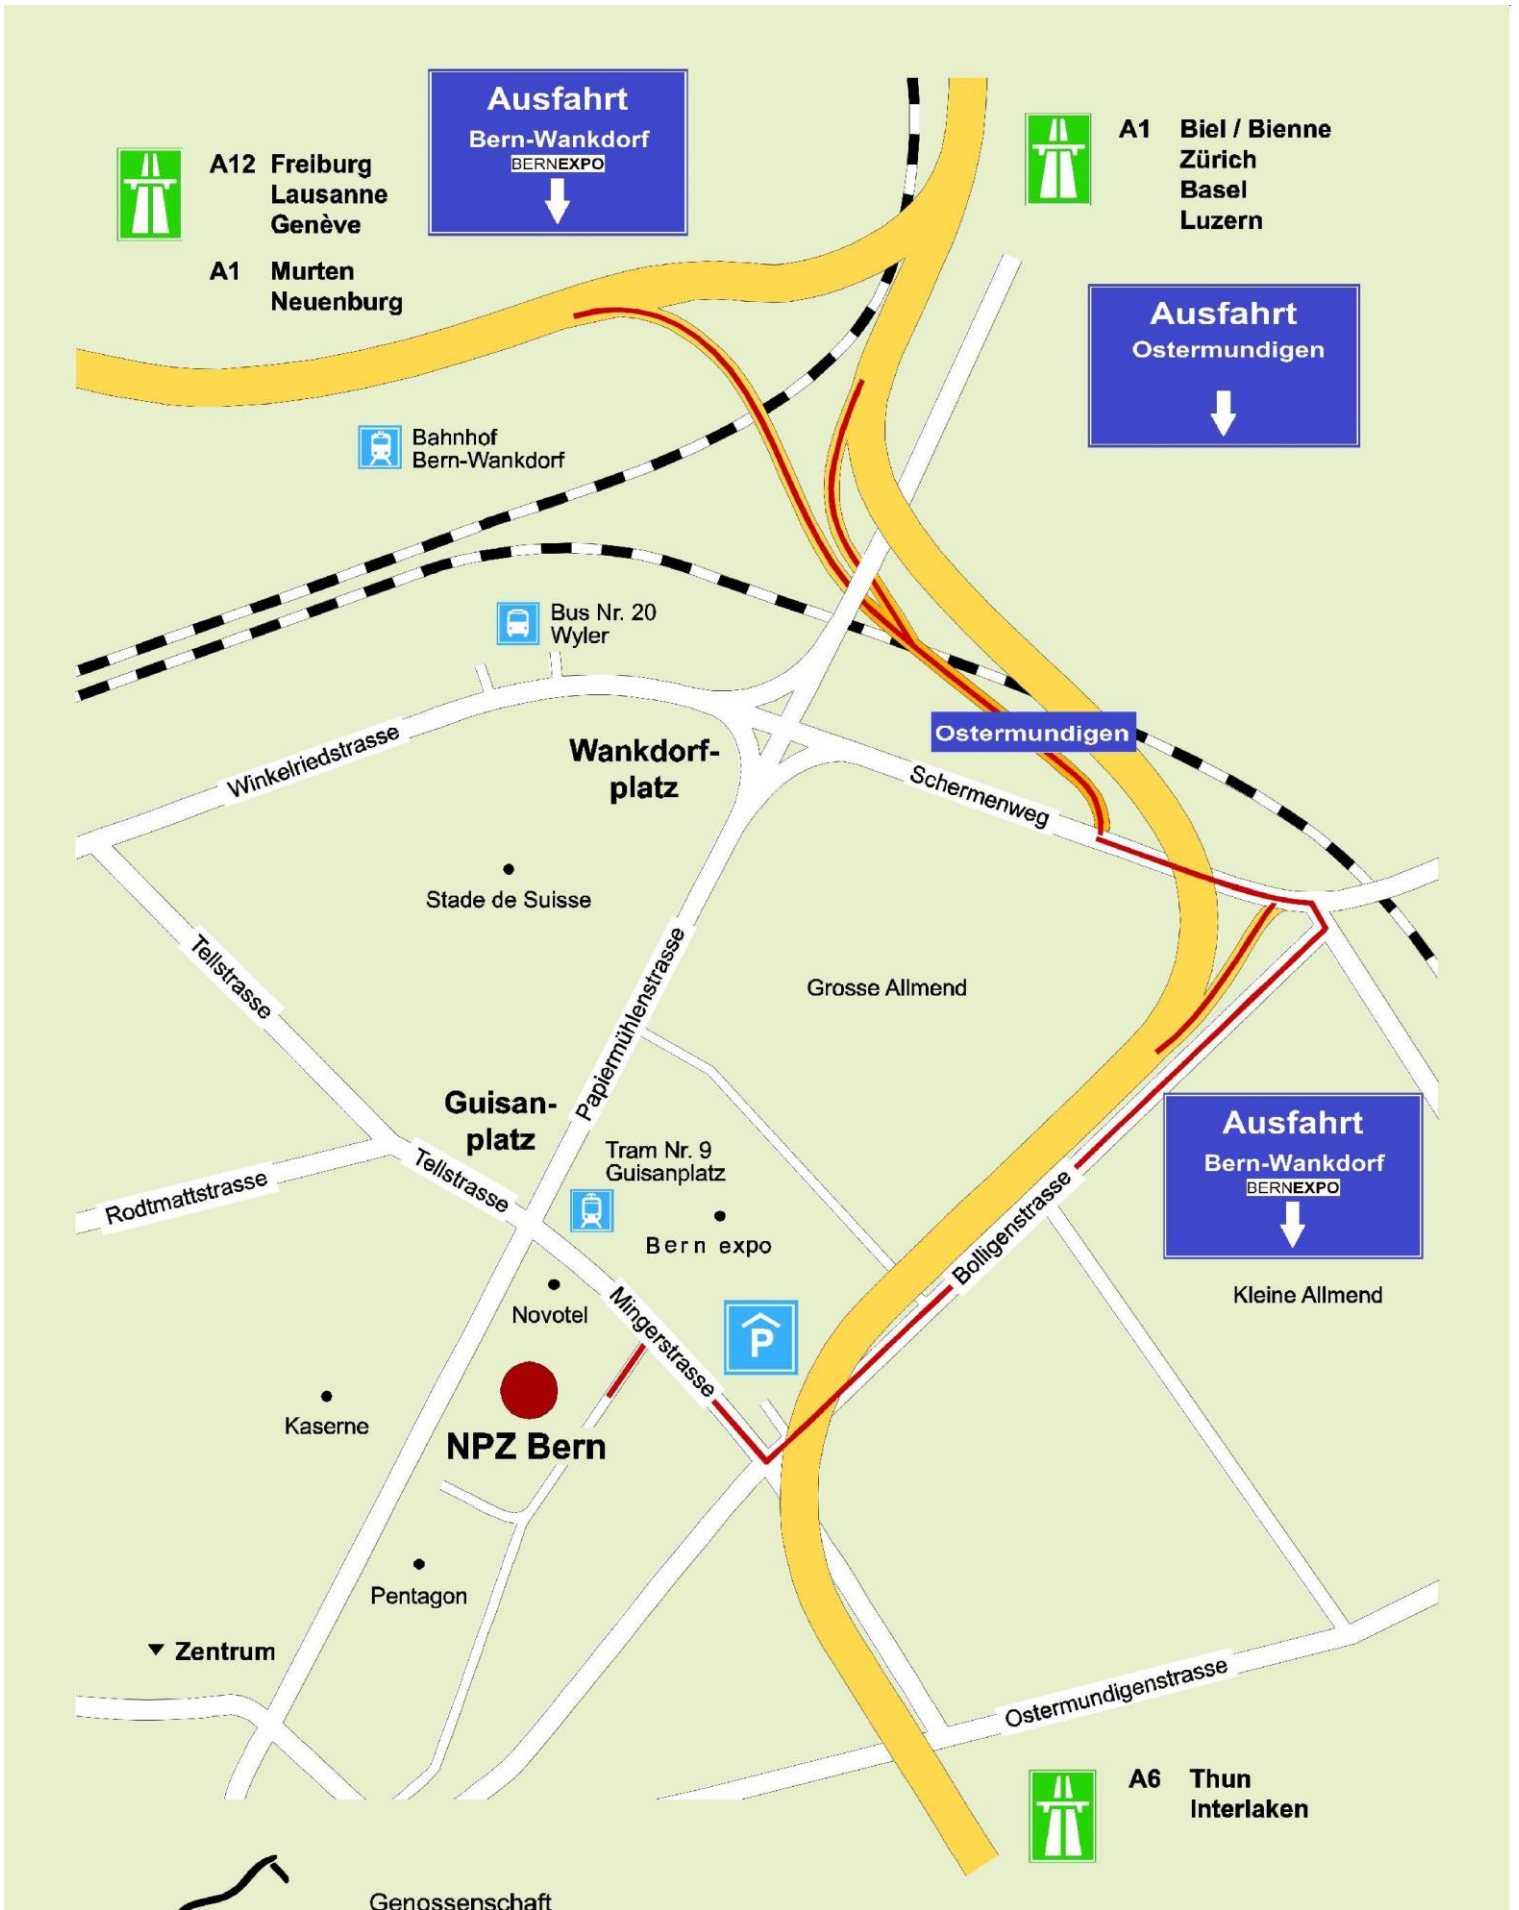 Ausfahrt
Bern-Wankdorf
BERNEXPO
A12 Freiburg
Lausanne
Genève
A1 Murten
Neuenburg
A1 Biel / Bienne
Zürich
Basel
Luzern
Ausfahrt
Ostermundigen
Bahnhof
Bern-Wankdorf
Bus Nr. 20
Wyler
Ostermundigen
Winkelriedstrasse
Wankdorf-
platz
Schermenweg
Stade de Suisse
Tellstrasse
Papiermühlenstrasse
Grosse Allmend
Guisan-
platz
Tram Nr. 9
Guisanplatz
Tellstrasse
Rodtmattstrasse
Bern expo
Ausfahrt
Bern-Wankdorf
BERNEXPO
Bolligenstrasse
Kleine Allmend
Novotel
Mingerstrasse
P
Kaserne
NPZ Bern
Pentagon
Zentrum
Ostermundigenstrasse
A6 Thun
Interlaken
Genossenschaft